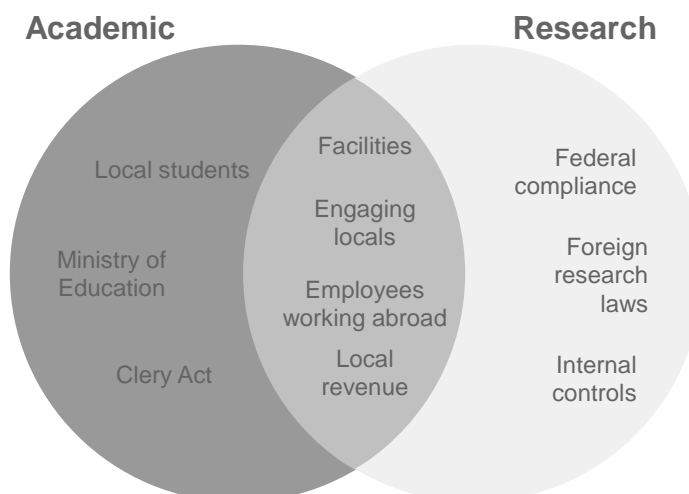 Academic
Research
Local students
Ministry of
Education
Clery Act
Facilities
Engaging
locals
Employees
working abroad
Local
revenue
Federal
compliance
Foreign
research
laws
Internal
controls